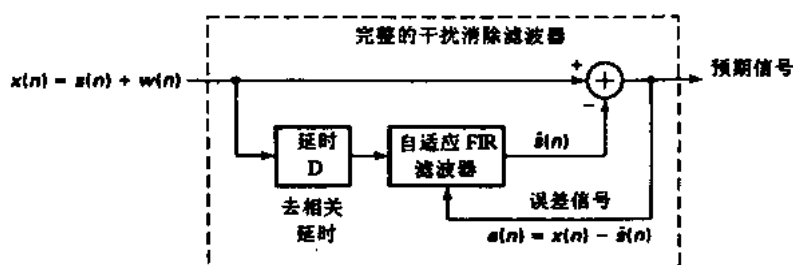 完整的干扰消除滤波器
x(n) = s(n) + w(n)
+
+
预期信号
−
延时
D
自适应 FIR
滤波器
ŝ(n)
去相关
延时
误差信号
e(n) = x(n) − ŝ(n)